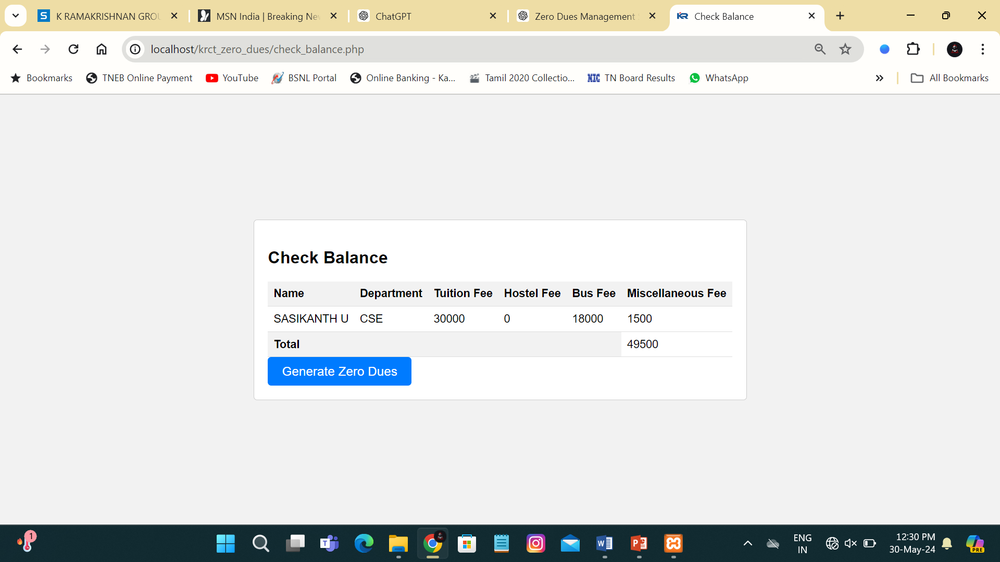 K RAMAKRISHNAN GROU
MSN India | Breaking Ne
ChatGPT
Zero Dues Management
Check Balance
localhost/krct_zero_dues/check_balance.php
Bookmarks
TNEB Online Payment
YouTube
BSNL Portal
Online Banking - Ka...
Tamil 2020 Collectio...
NIC TN Board Results
WhatsApp
All Bookmarks
Check Balance
Name Department Tuition Fee Hostel Fee Bus Fee Miscellaneous Fee
SASIKANTH U CSE 30000 0 18000 1500
Total 49500
Generate Zero Dues
1
ENG
IN
12:30 PM
30-May-24
PRE